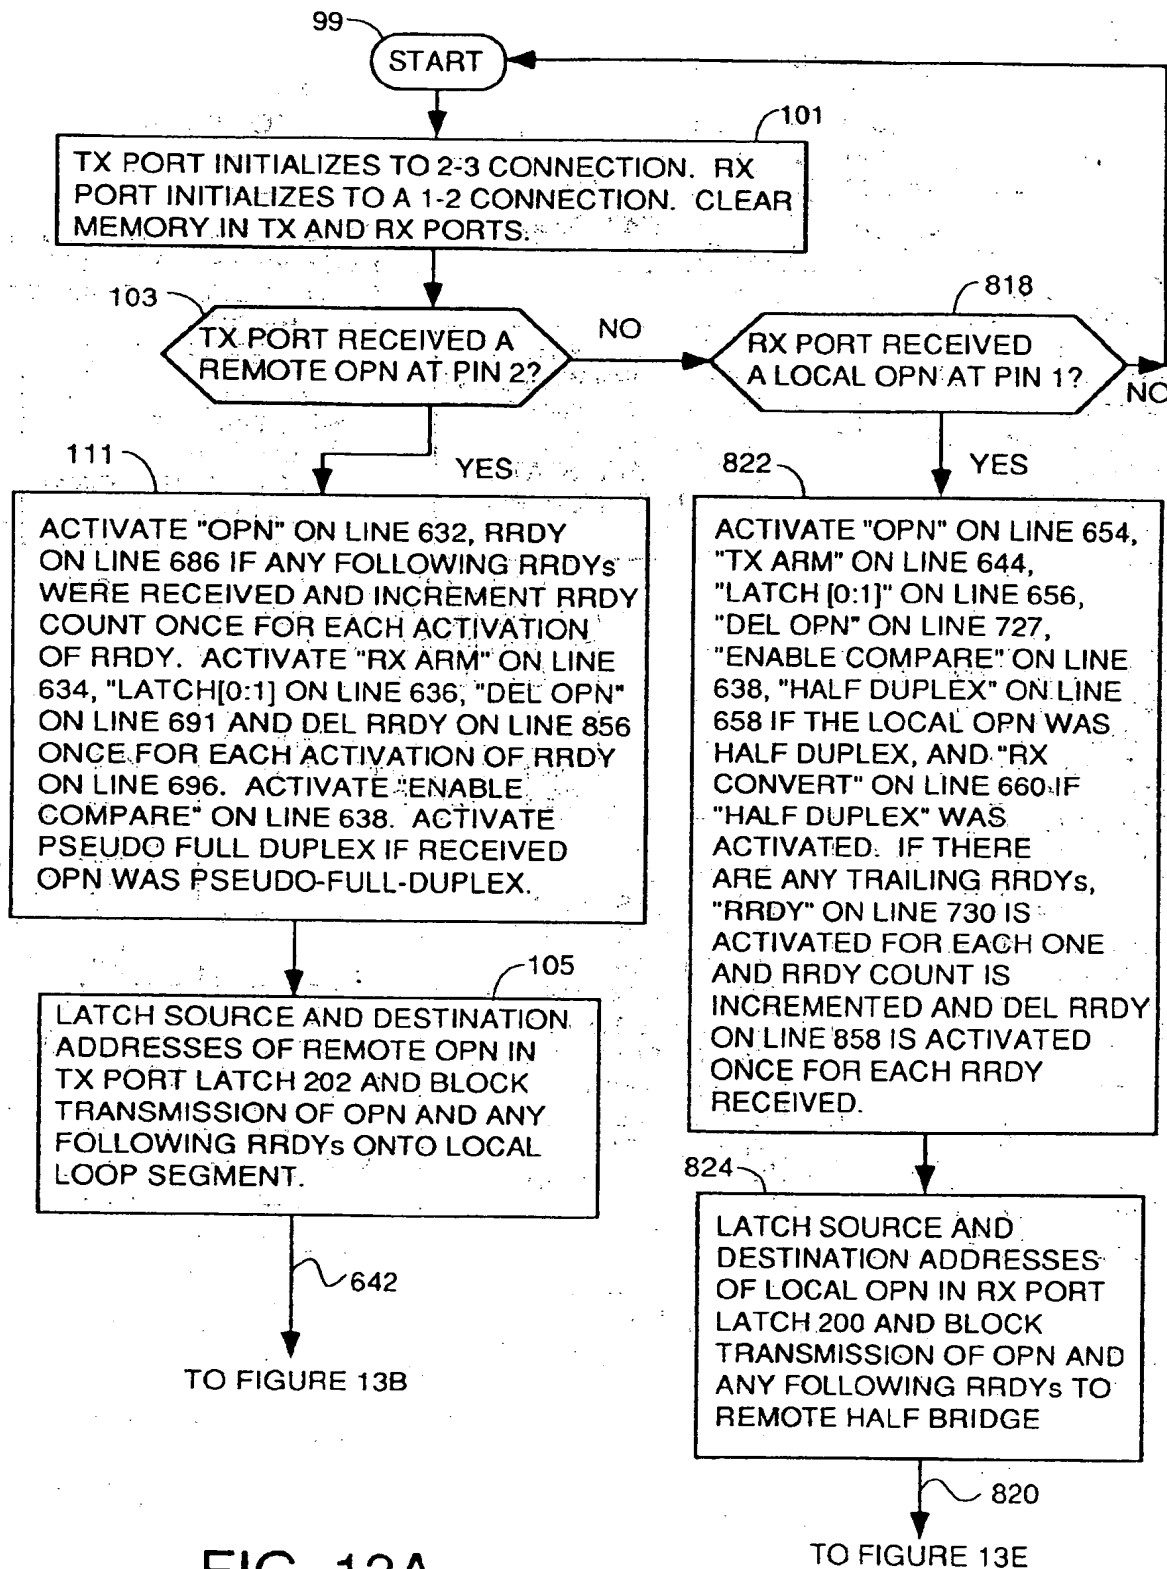 99
START
101
TX PORT INITIALIZES TO 2-3 CONNECTION. RX
PORT INITIALIZES TO A 1-2 CONNECTION. CLEAR
MEMORY IN TX AND RX PORTS.
103
TX PORT RECEIVED A
REMOTE OPN AT PIN 2?
NO
818
RX PORT RECEIVED
A LOCAL OPN AT PIN 1?
NO
111
YES
ACTIVATE "OPN" ON LINE 632, RRDY
ON LINE 686 IF ANY FOLLOWING RRDYs
WERE RECEIVED AND INCREMENT RRDY
COUNT ONCE FOR EACH ACTIVATION
OF RRDY. ACTIVATE "RX ARM" ON LINE
634, "LATCH[0:1] ON LINE 636, "DEL OPN"
ON LINE 691 AND DEL RRDY ON LINE 856
ONCE FOR EACH ACTIVATION OF RRDY
ON LINE 696. ACTIVATE "ENABLE
COMPARE" ON LINE 638. ACTIVATE
PSEUDO FULL DUPLEX IF RECEIVED
OPN WAS PSEUDO-FULL-DUPLEX.
105
LATCH SOURCE AND DESTINATION
ADDRESSES OF REMOTE OPN IN
TX PORT LATCH 202 AND BLOCK
TRANSMISSION OF OPN AND ANY
FOLLOWING RRDYs ONTO LOCAL
LOOP SEGMENT.
642
TO FIGURE 13B
822
YES
ACTIVATE "OPN" ON LINE 654,
"TX ARM" ON LINE 644,
"LATCH [0:1]" ON LINE 656,
"DEL OPN" ON LINE 727,
"ENABLE COMPARE" ON LINE
638, "HALF DUPLEX" ON LINE
658 IF THE LOCAL OPN WAS
HALF DUPLEX, AND "RX
CONVERT" ON LINE 660 IF
"HALF DUPLEX" WAS
ACTIVATED. IF THERE
ARE ANY TRAILING RRDYs,
"RRDY" ON LINE 730 IS
ACTIVATED FOR EACH ONE
AND RRDY COUNT IS
INCREMENTED AND DEL RRDY
ON LINE 858 IS ACTIVATED
ONCE FOR EACH RRDY
RECEIVED.
824
LATCH SOURCE AND
DESTINATION ADDRESSES
OF LOCAL OPN IN RX PORT
LATCH 200 AND BLOCK
TRANSMISSION OF OPN AND
ANY FOLLOWING RRDYs TO
REMOTE HALF BRIDGE
820
TO FIGURE 13E
FIG. 13A